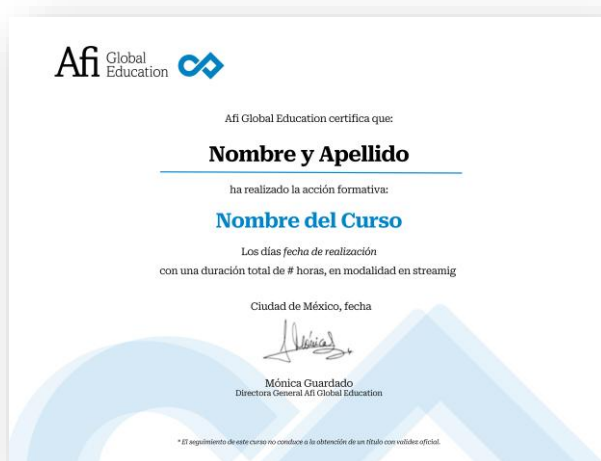 Afi Global
Education
Afi Global Education certifica que:
Nombre y Apellido
ha realizado la acción formativa:
Nombre del Curso
Los días fecha de realización
con una duración total de # horas, en modalidad en streamig
Ciudad de México, fecha
Mónica
Mónica Guardado
Directora General Afi Global Education
* El seguimiento de este curso no conduce a la obtención de un título con validez oficial.